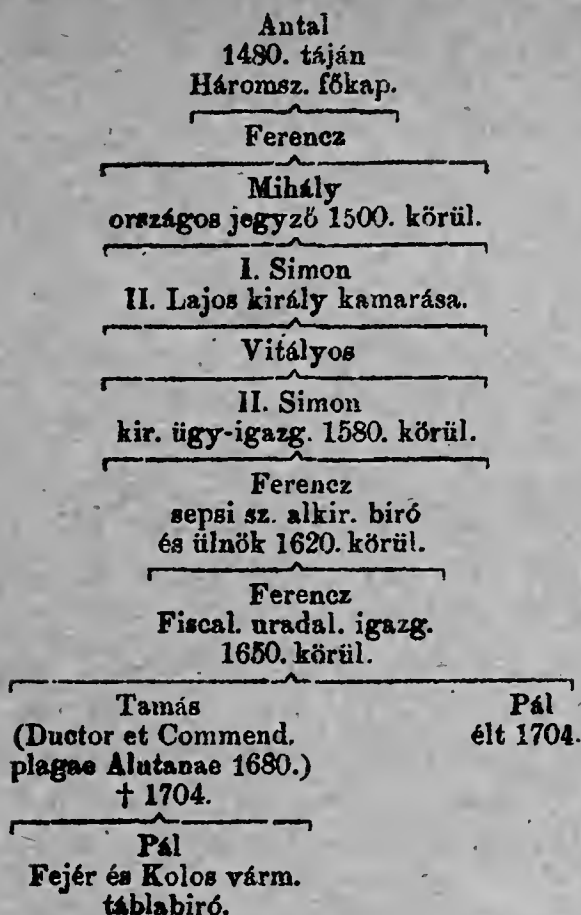 Antal
1480. táján
Háromsz. főkap.
Ferencz
Mihály
országos jegyző 1500. körül.
I. Simon
II. Lajos király kamarása.
Vitályos
II. Simon
kir. ügy-igazg. 1580. körül.
Ferencz
sepsi sz. alkir. biró
és ülnök 1620. körül.
Ferencz
Fiscal. uradal. igazg.
1650. körül.
Tamás
(Ductor et Commend.
plagae Alutanae 1680.)
† 1704.
Pál
élt 1704.
Pál
Fejér és Kolos várm.
táblabiró.